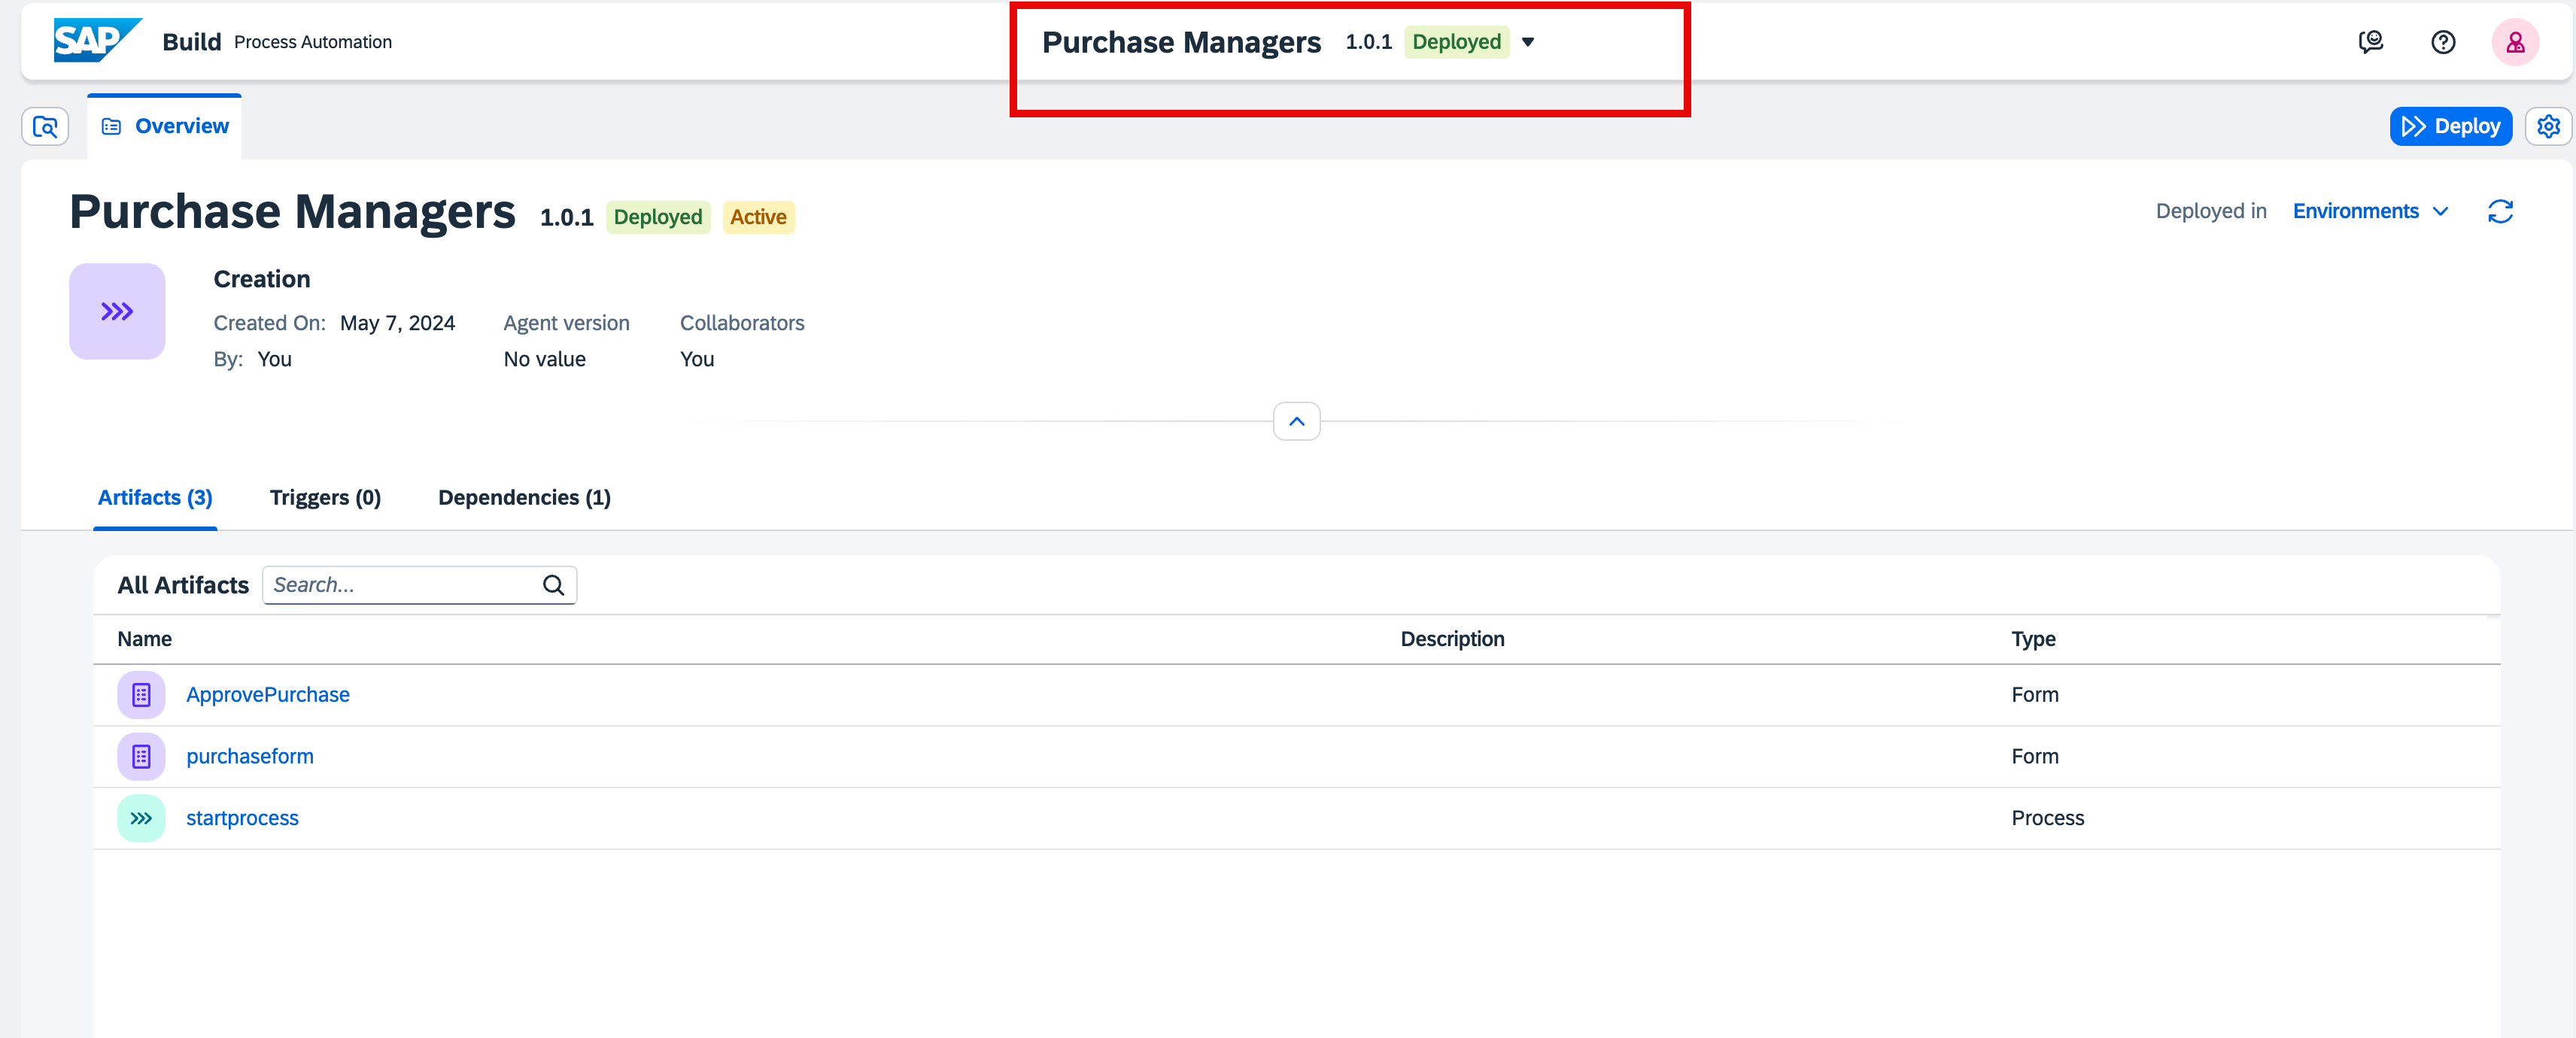 SAP Build Process Automation Purchase Managers 1.0.1 Deployed
Overview Deploy
Purchase Managers 1.0.1 Deployed Active Deployed in Environments
Creation
Created On: May 7, 2024 Agent version Collaborators
By: You No value You
Artifacts (3) Triggers (0) Dependencies (1)
All Artifacts Search...
Name Description Type
ApprovePurchase Form
purchaseform Form
startprocess Process